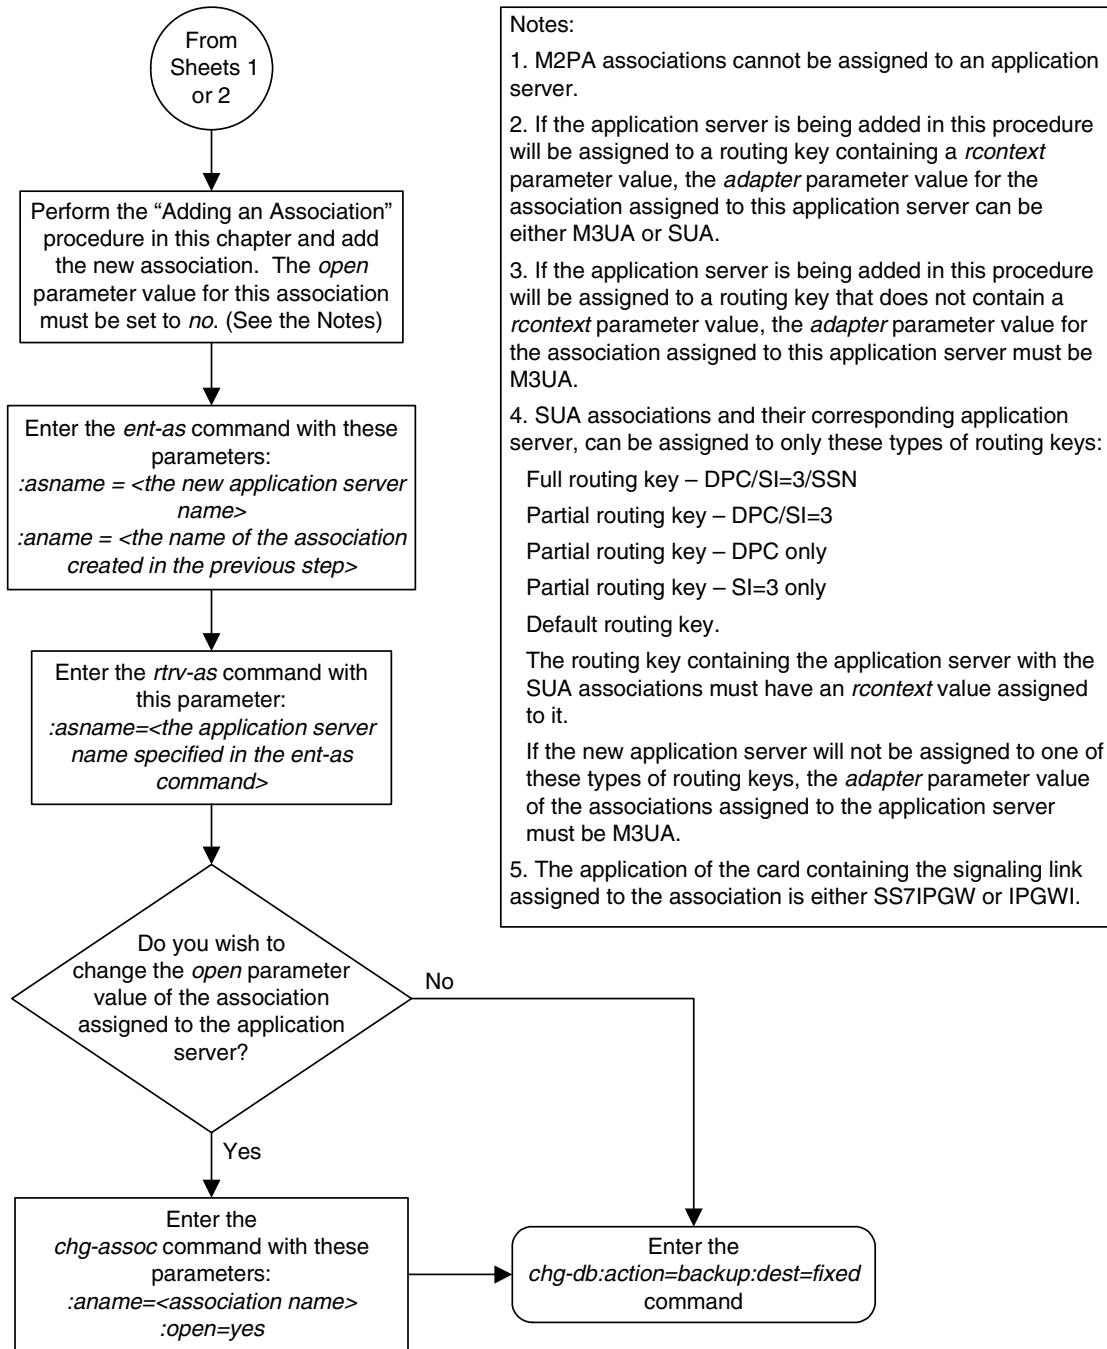 From
Sheets 1
or 2
Perform the “Adding an Association”
procedure in this chapter and add
the new association. The open
parameter value for this association
must be set to no. (See the Notes)
Enter the ent-as command with these
parameters:
:asname = <the new application server
name>
:aname = <the name of the association
created in the previous step>
Enter the rtrv-as command with
this parameter:
:asname=<the application server
name specified in the ent-as
command>
Do you wish to
change the open parameter
value of the association
assigned to the application
server?
No
Yes
Enter the
chg-assoc command with these
parameters:
:aname=<association name>
:open=yes
Enter the
chg-db:action=backup:dest=fixed
command
Notes:
1. M2PA associations cannot be assigned to an application
server.
2. If the application server is being added in this procedure
will be assigned to a routing key containing a rcontext
parameter value, the adapter parameter value for the
association assigned to this application server can be
either M3UA or SUA.
3. If the application server is being added in this procedure
will be assigned to a routing key that does not contain a
rcontext parameter value, the adapter parameter value for
the association assigned to this application server must be
M3UA.
4. SUA associations and their corresponding application
server, can be assigned to only these types of routing keys:
Full routing key – DPC/SI=3/SSN
Partial routing key – DPC/SI=3
Partial routing key – DPC only
Partial routing key – SI=3 only
Default routing key.
The routing key containing the application server with the
SUA associations must have an rcontext value assigned
to it.
If the new application server will not be assigned to one of
these types of routing keys, the adapter parameter value
of the associations assigned to the application server
must be M3UA.
5. The application of the card containing the signaling link
assigned to the association is either SS7IPGW or IPGWI.